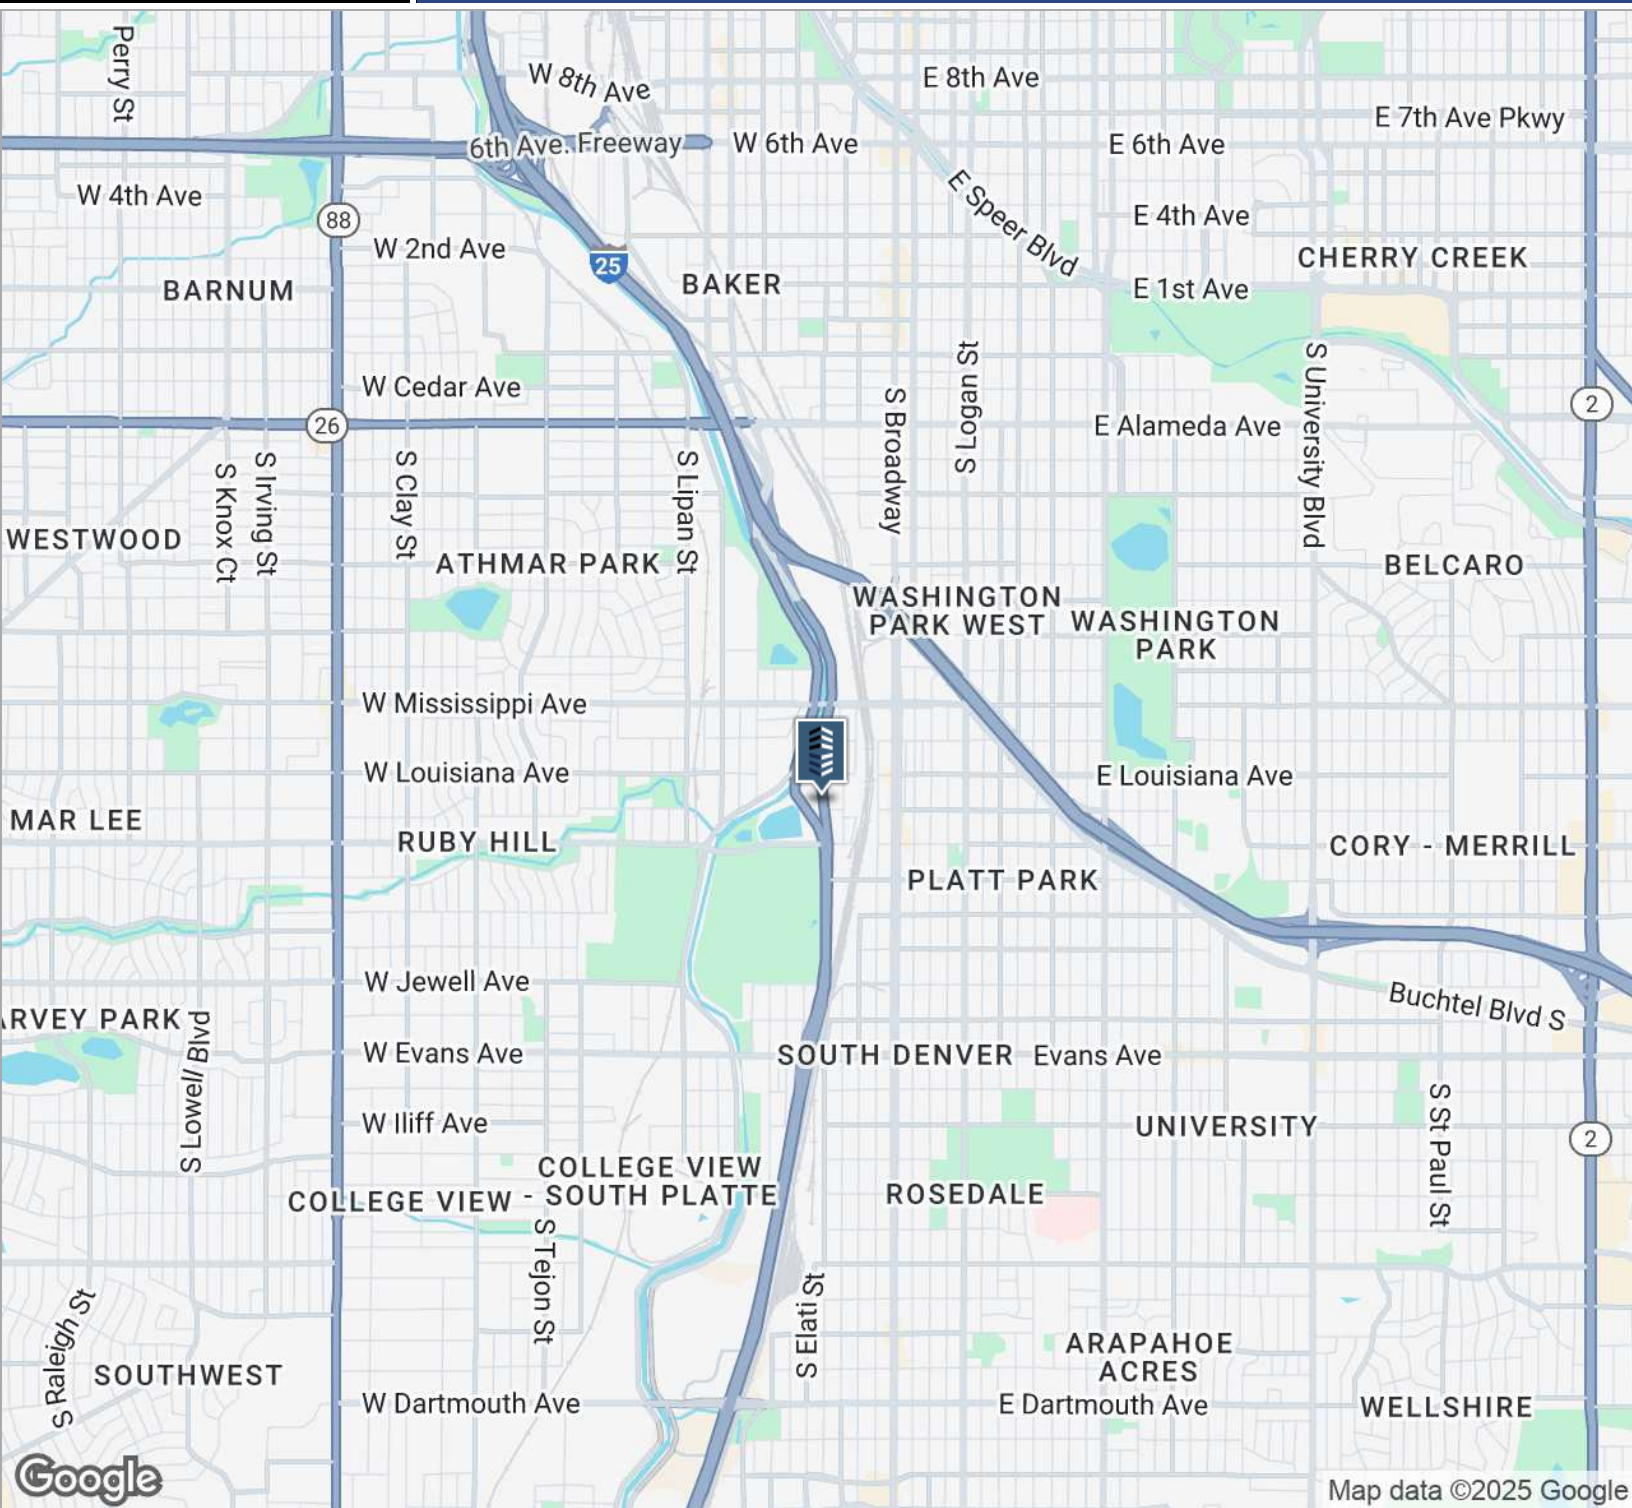 Perry St
W 8th Ave
E 8th Ave
E 7th Ave Pkwy
6th Ave. Freeway
W 6th Ave
E 6th Ave
W 4th Ave
88
E Speer Blvd
E 4th Ave
W 2nd Ave
25
CHERRY CREEK
BARNUM
BAKER
E 1st Ave
W Cedar Ave
S Broadway
S Logan St
S University Blvd
2
26
E Alameda Ave
S Knox Ct
S Irving St
S Clay St
S Lipan St
WESTWOOD
ATHMAR PARK
BELCARO
WASHINGTON
PARK WEST
WASHINGTON
PARK
W Mississippi Ave
W Louisiana Ave
E Louisiana Ave
MAR LEE
RUBY HILL
CORY - MERRILL
PLATT PARK
W Jewell Ave
Buchtel Blvd S
ARVEY PARK
S Lowell Blvd
W Evans Ave
SOUTH DENVER
Evans Ave
W Iliff Ave
UNIVERSITY
S St Paul St
2
COLLEGE VIEW
- SOUTH PLATTE
COLLEGE VIEW
ROSEDALE
S Tejon St
S Elati St
S Raleigh St
ARAPAHOE
ACRES
SOUTHWEST
W Dartmouth Ave
E Dartmouth Ave
WELLSHIRE
Google
Map data ©2025 Google